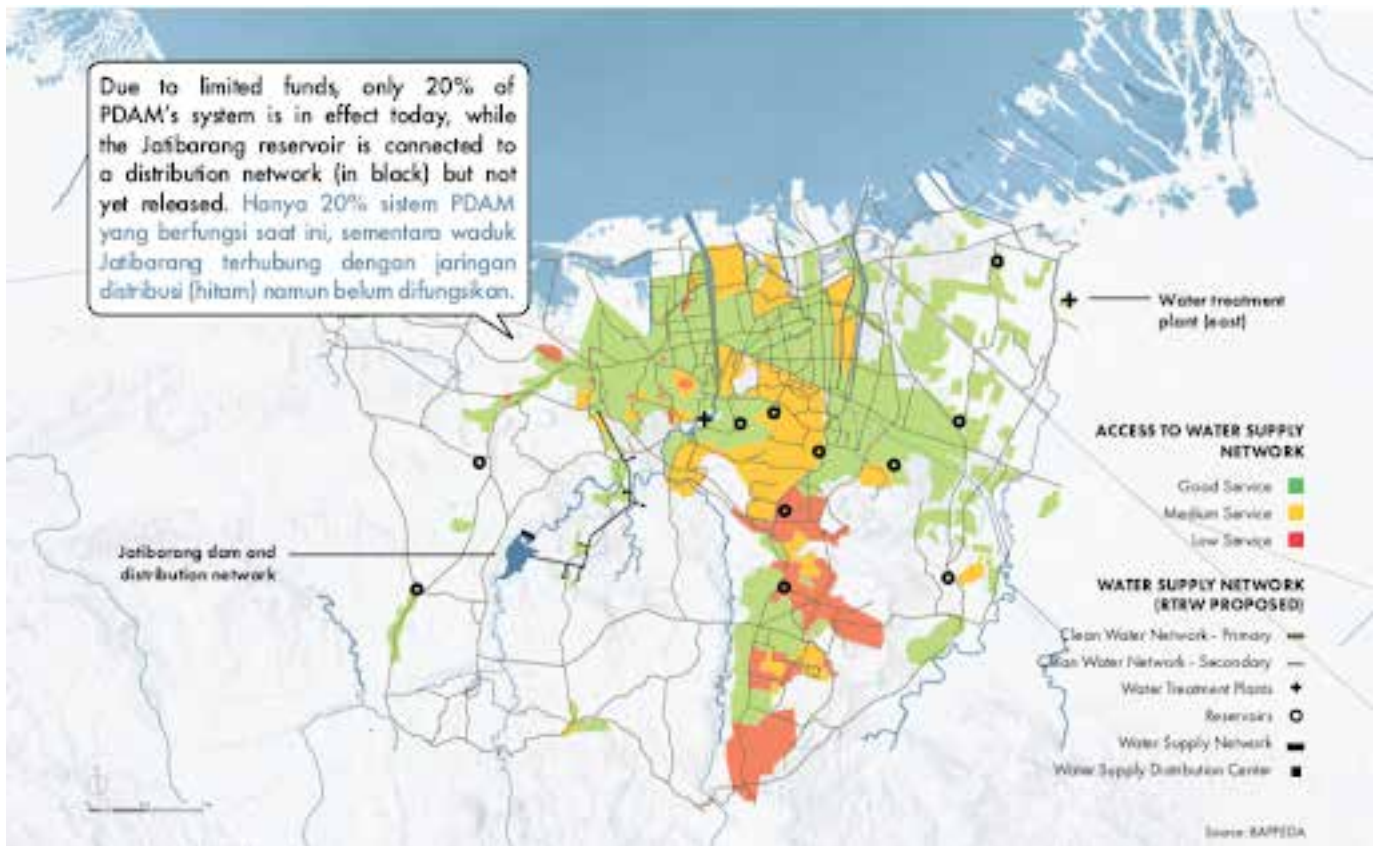 Due to limited funds, only 20% of
PDAM's system is in effect today, while
the Jatibarang reservoir is connected to
a distribution network (in black) but not
yet released. Hanya 20% sistem PDAM
yang berfungsi saat ini, sementara waduk
Jatibarang terhubung dengan jaringan
distribusi (hitam) namun belum difungsikan.
Water treatment
plant (east)
ACCESS TO WATER SUPPLY
NETWORK
Good Service
Medium Service
Low Service
Jatibarang dam and
distribution network
WATER SUPPLY NETWORK
(RTRW PROPOSED)
Clean Water Network - Primary
Clean Water Network - Secondary
Water Treatment Plants
Reservoirs
Water Supply Network
Water Supply Distribution Center
Source: BAPPEDA